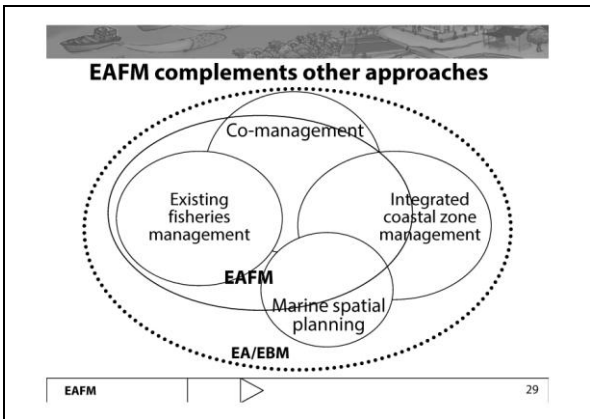 EAFM complements other approaches
Co-management
Existing
fisheries
management
Integrated
coastal zone
management
EAFM
Marine spatial
planning
EA/EBM
EAFM
29